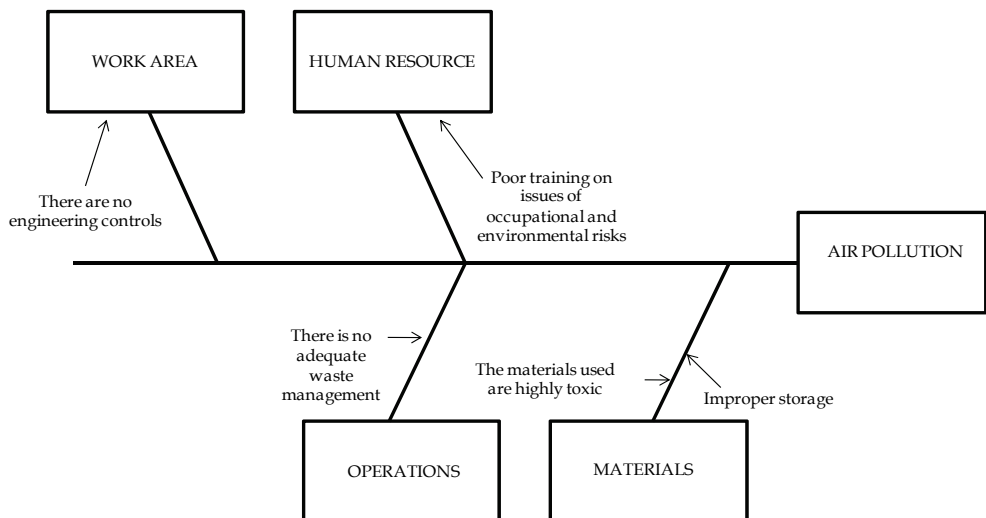 WORK AREA
HUMAN RESOURCE
There are no
engineering controls
Poor training on
issues of
occupational and
environmental risks
AIR POLLUTION
There is no
adequate
waste
management
The materials used
are highly toxic
Improper storage
OPERATIONS
MATERIALS